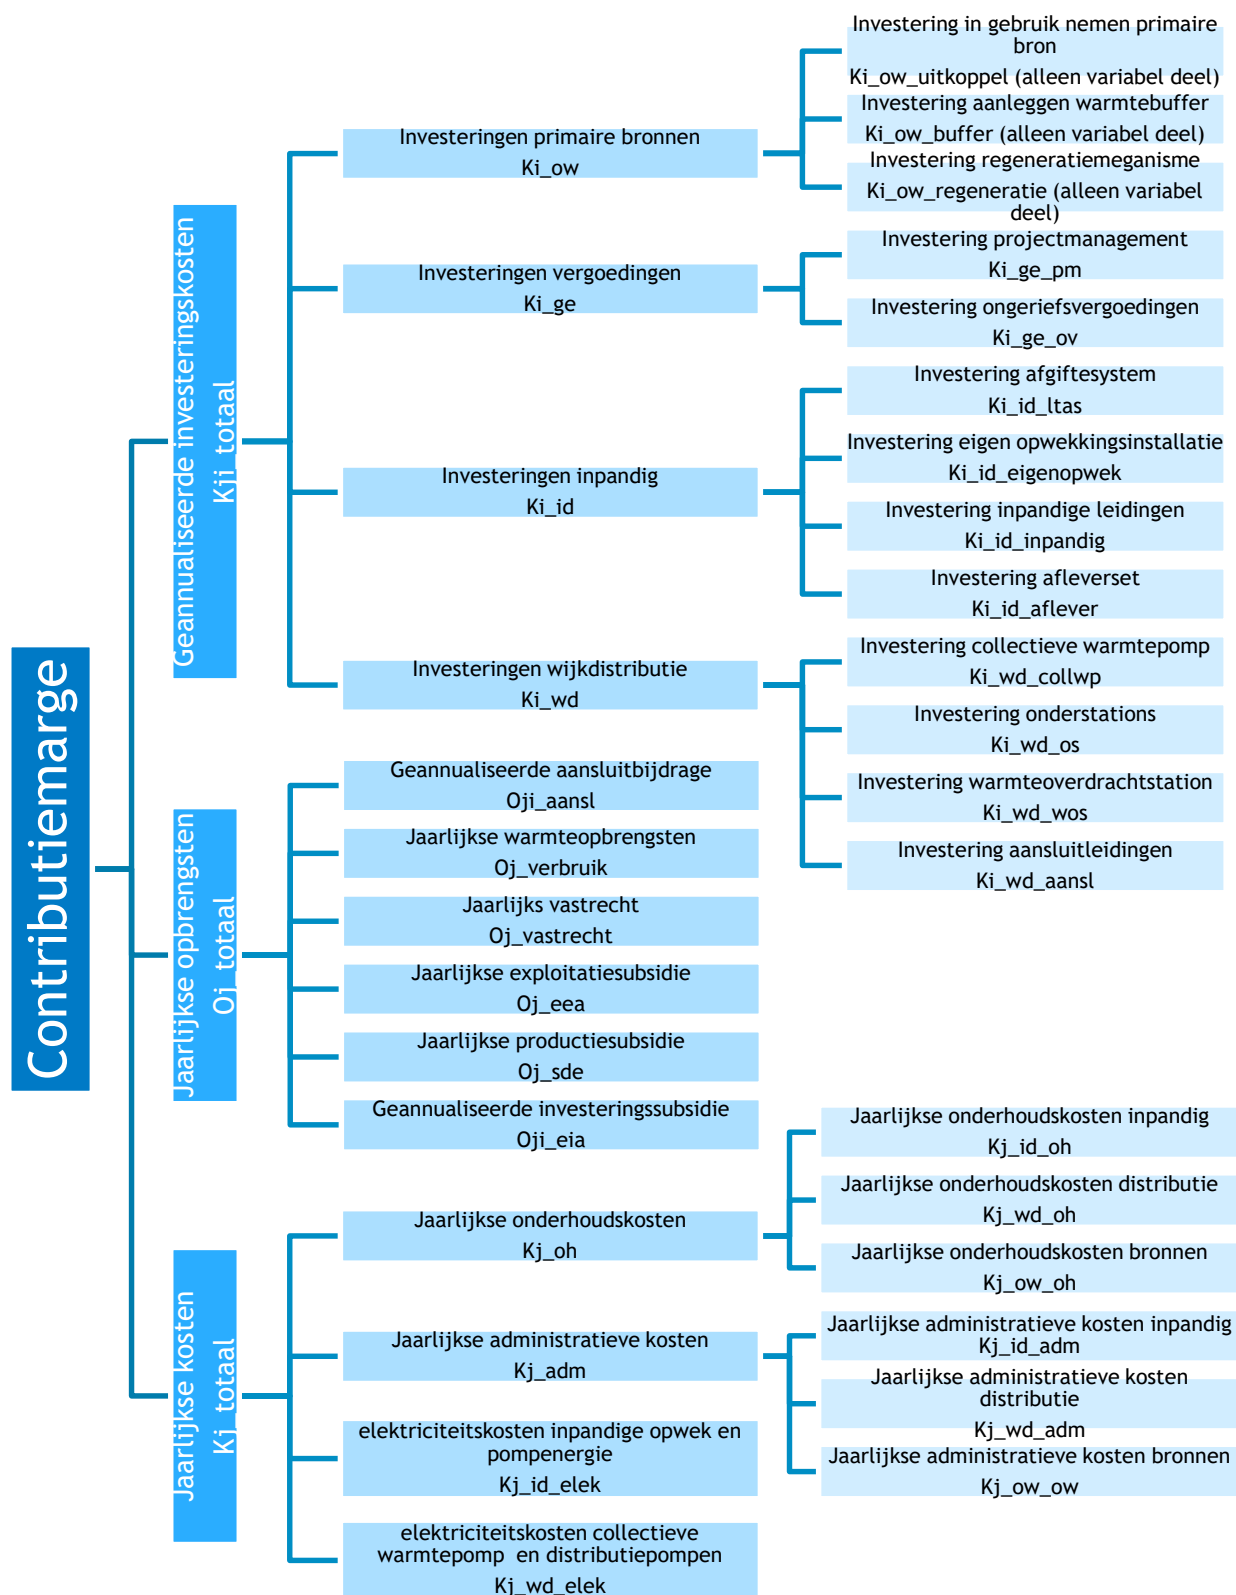 Contributiemarge
Geannualiseerde investeringskosten
Kji_totaal
Investeringen primaire bronnen
Ki_ow
Investering in gebruik nemen primaire
bron
Ki_ow_uitkoppel (alleen variabel deel)
Investering aanleggen warmtebuffer
Ki_ow_buffer (alleen variabel deel)
Investering regeneratiemeganisme
Ki_ow_regeneratie (alleen variabel
deel)
Investeringen vergoedingen
Ki_ge
Investering projectmanagement
Ki_ge_pm
Investering ongeriefsvergoedingen
Ki_ge_ov
Investeringen inpandig
Ki_id
Investering afgiftesystem
Ki_id_ltas
Investering eigen opwekkingsinstallatie
Ki_id_eigenopwek
Investering inpandige leidingen
Ki_id_inpandig
Investering afleverset
Ki_id_aflever
Investeringen wijkdistributie
Ki_wd
Investering collectieve warmtepomp
Ki_wd_collwp
Investering onderstations
Ki_wd_os
Investering warmteoverdrachtstation
Ki_wd_wos
Investering aansluitleidingen
Ki_wd_aansl
Jaarlijkse opbrengsten
Oj_totaal
Geannualiseerde aansluitbijdrage
Oji_aansl
Jaarlijkse warmteopbrengsten
Oj_verbruik
Jaarlijks vastrecht
Oj_vastrecht
Jaarlijkse exploitatiesubsidie
Oj_eea
Jaarlijkse productiesubsidie
Oj_sde
Geannualiseerde investeringssubsidie
Oji_eia
Jaarlijkse kosten
Kj_totaal
Jaarlijkse onderhoudskosten
Kj_oh
Jaarlijkse onderhoudskosten inpandig
Kj_id_oh
Jaarlijkse onderhoudskosten distributie
Kj_wd_oh
Jaarlijkse onderhoudskosten bronnen
Kj_ow_oh
Jaarlijkse administratieve kosten
Kj_adm
Jaarlijkse administratieve kosten inpandig
Kj_id_adm
Jaarlijkse administratieve kosten
distributie
Kj_wd_adm
Jaarlijkse administratieve kosten bronnen
Kj_ow_ow
elektriciteitskosten inpandige opwek en
pompenergie
Kj_id_elek
elektriciteitskosten collectieve
warmtepomp en distributiepompen
Kj_wd_elek